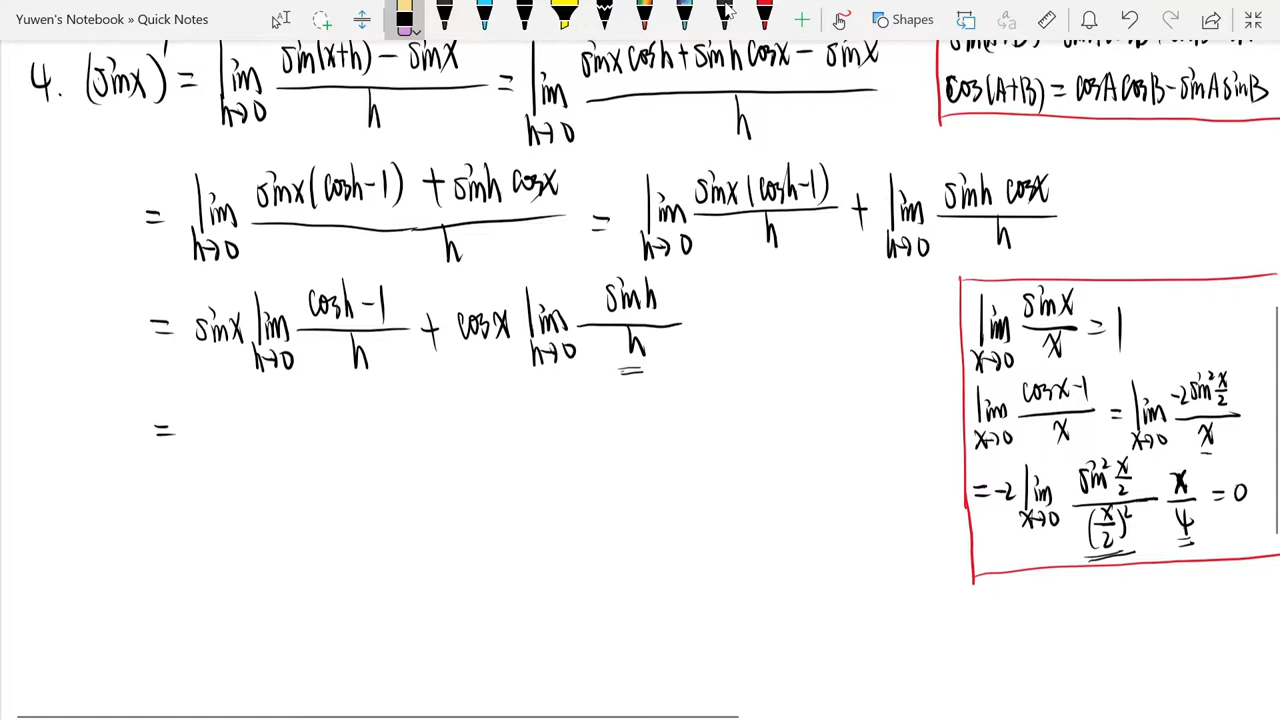 Yuwen's Notebook » Quick Notes
Shapes
4. (sinx)' = lim h→0 (sin(x+h) - sinx)/h = lim h→0 (sinx cosh + sinh cosx - sinx)/h
cos(A+B) = cosA cosB - sinA sinB
= lim h→0 (sinx(cosh-1) + sinh cosx)/h = lim h→0 (sinx(cosh-1))/h + lim h→0 (sinh cosx)/h
= sinx lim h→0 (cosh-1)/h + cosx lim h→0 (sinh)/h
=
lim x→0 sinx/x = 1
lim x→0 (cosx-1)/x = lim x→0 (-2sin² x/2)/x
= -2 lim x→0 (sin² x/2)/(x/2)² x/4 = 0